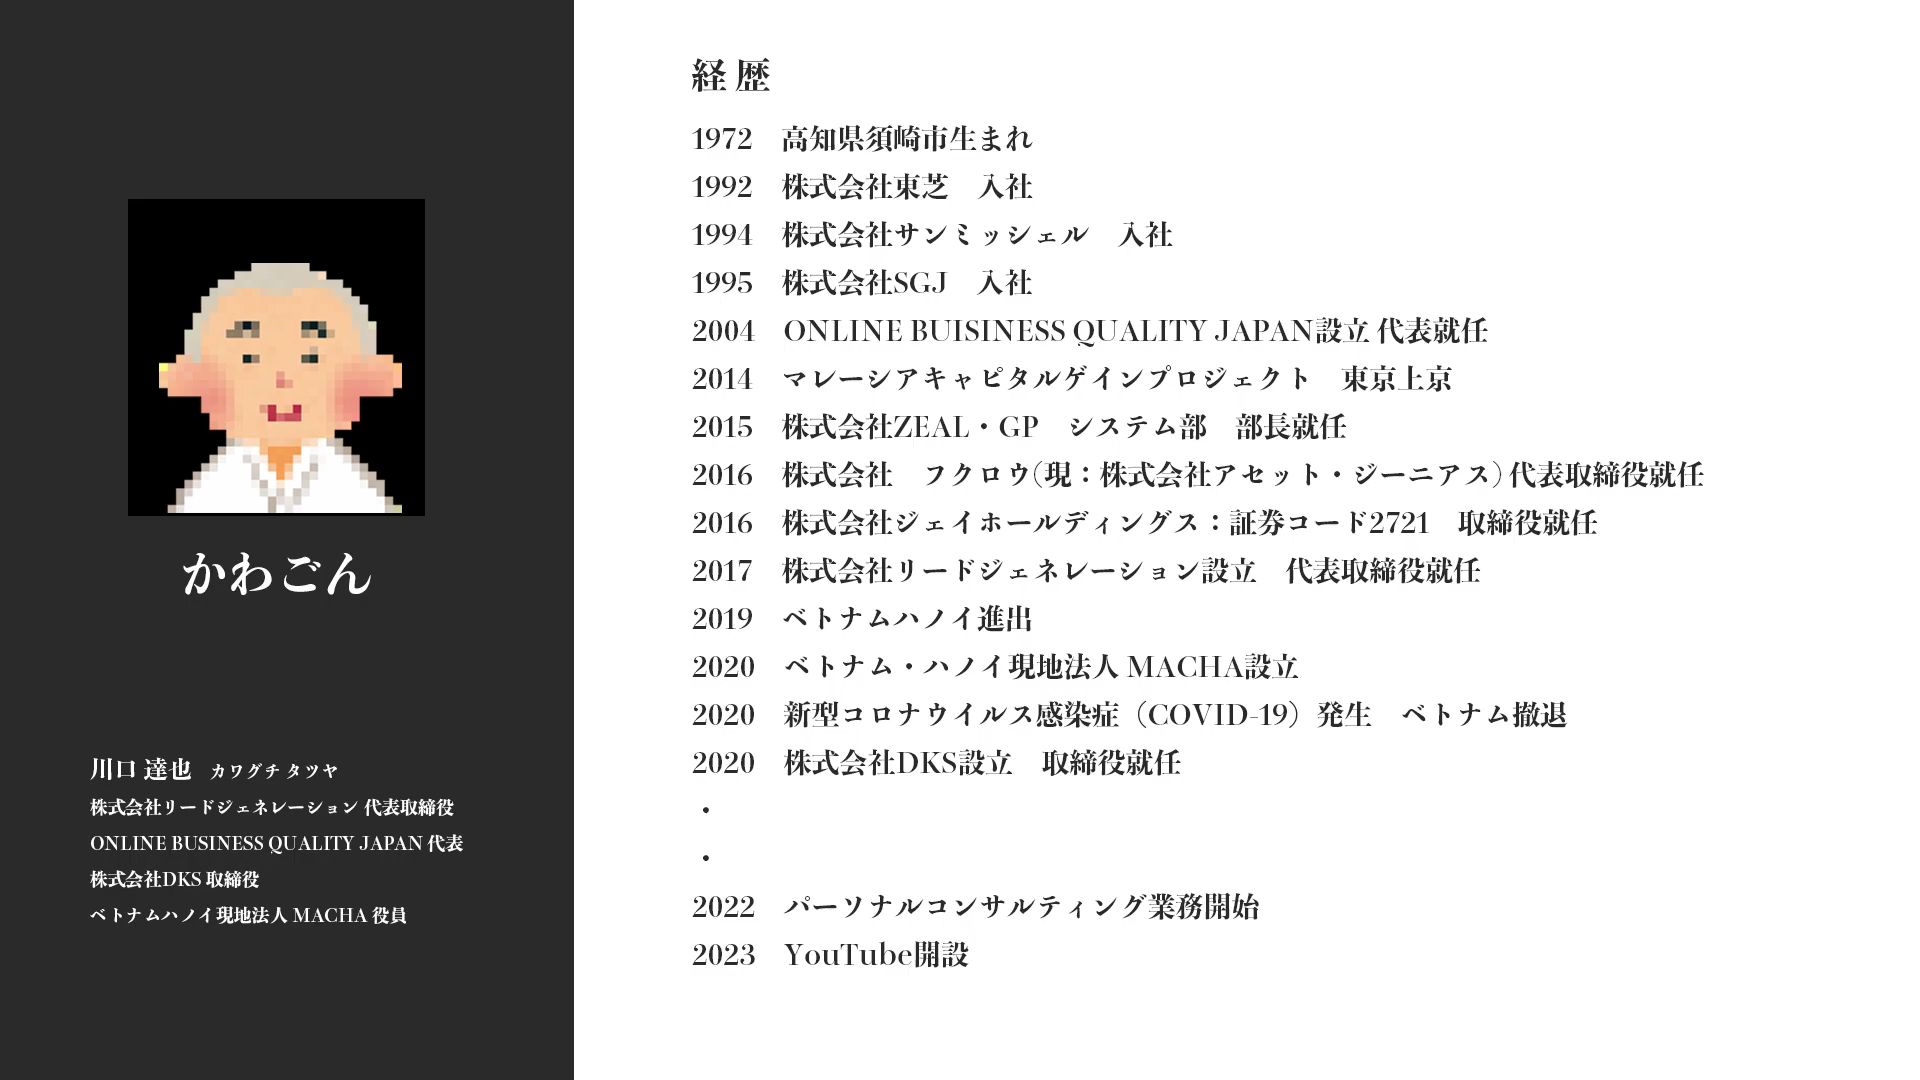 かわごん
川口 達也　カワグチ タツヤ
株式会社リードジェネレーション 代表取締役
ONLINE BUSINESS QUALITY JAPAN 代表
株式会社DKS 取締役
ベトナムハノイ現地法人 MACHA 役員
経 歴
1972　高知県須崎市生まれ
1992　株式会社東芝　入社
1994　株式会社サンミッシェル　入社
1995　株式会社SGJ　入社
2004　ONLINE BUISINESS QUALITY JAPAN設立 代表就任
2014　マレーシアキャピタルゲインプロジェクト　東京上京
2015　株式会社ZEAL・GP　システム部　部長就任
2016　株式会社　フクロウ(現：株式会社アセット・ジーニアス) 代表取締役就任
2016　株式会社ジェイホールディングス：証券コード2721　取締役就任
2017　株式会社リードジェネレーション設立　代表取締役就任
2019　ベトナムハノイ進出
2020　ベトナム・ハノイ現地法人 MACHA設立
2020　新型コロナウイルス感染症（COVID-19）発生　ベトナム撤退
2020　株式会社DKS設立　取締役就任
・
・
2022　パーソナルコンサルティング業務開始
2023　YouTube開設